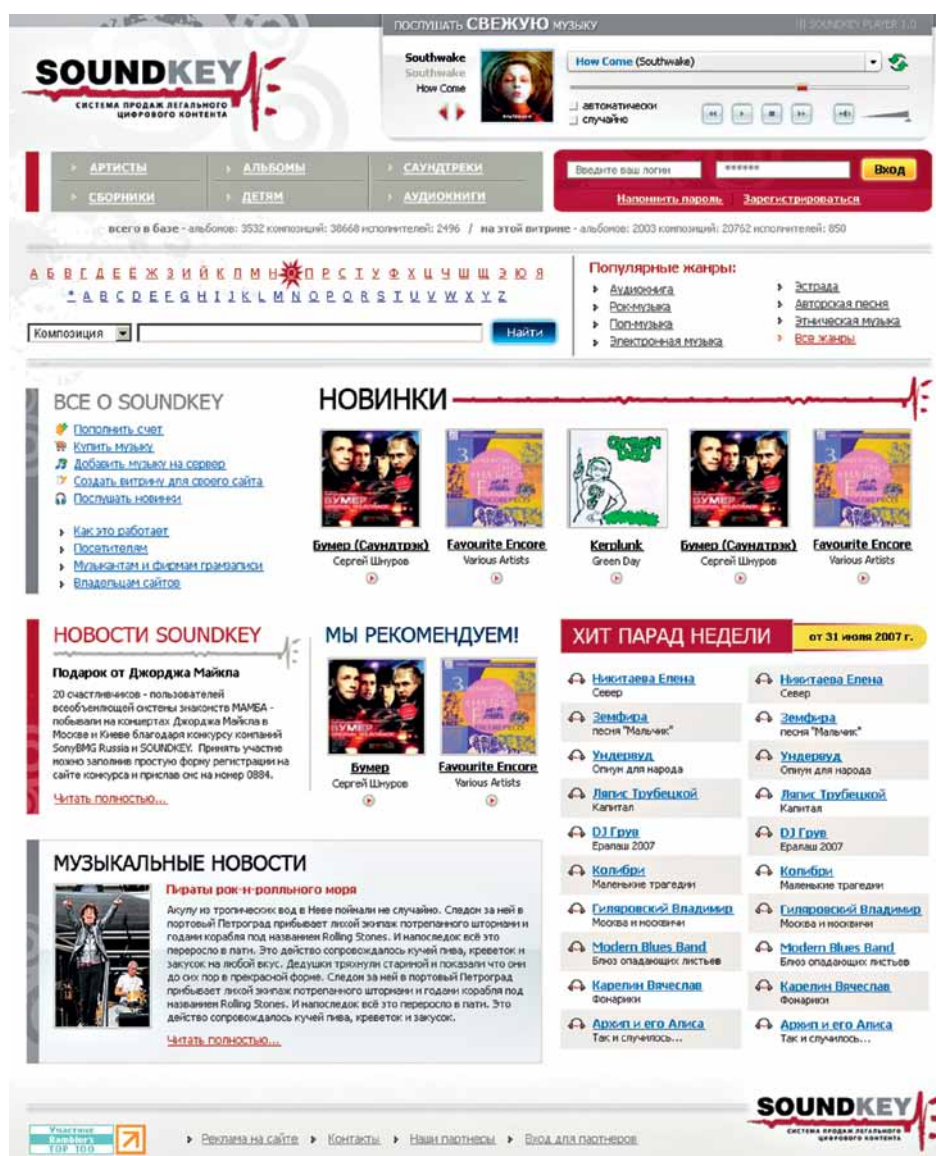 ПОСЛУШАТЬ СВЕЖУЮ МУЗЫКУ
SOUNDKEY PLAYER 1.0
SOUNDKEY
СИСТЕМА ПРОДАЖ ЛЕГАЛЬНОГО
ЦИФРОВОГО КОНТЕНТА
Southwake
Southwake
How Come
How Come (Southwake)
автоматически
случайно
АРТИСТЫ
АЛЬБОМЫ
САУНДТРЕКИ
СБОРНИКИ
ДЕТЯМ
АУДИОКНИГИ
Введите ваш логин
******
Вход
Напомнить пароль
Зарегистрироваться
всего в базе - альбомов: 3532 композиций: 38668 исполнителей: 2496 / на этой витрине - альбомов: 2003 композиций: 20762 исполнителей: 850
А Б В Г Д Е Ё Ж З И Й К Л М Н О П Р С Т У Ф Х Ц Ч Ш Щ Э Ю Я
* A B C D E F G H I J K L M N O P Q R S T U V W X Y Z
Композиция
Найти
Популярные жанры:
Аудиокнига
Рок-музыка
Поп-музыка
Электронная музыка
Эстрада
Авторская песня
Этническая музыка
Все жанры
ВСЕ О SOUNDKEY
Пополнить счет
Купить музыку
Добавить музыку на сервер
Создать витрину для своего сайта
Послушать новинки
Как это работает
Посетителям
Музыкантам и фирмам грамзаписи
Владельцам сайтов
НОВИНКИ
Бумер (Саундтрэк)
Сергей Шнуров
Favourite Encore
Various Artists
Kerplunk
Green Day
Бумер (Саундтрэк)
Сергей Шнуров
Favourite Encore
Various Artists
НОВОСТИ SOUNDKEY
Подарок от Джорджа Майкла
20 счастливчиков - пользователей
всеобъемлющей системы знакомств МАМБА -
побывали на концертах Джорджа Майкла в
Москве и Киеве благодаря конкурсу компаний
SonyBMG Russia и SOUNDKEY. Принять участие
можно заполнив простую форму регистрации на
сайте конкурса и прислав смс на номер 0884.
Читать полностью...
МЫ РЕКОМЕНДУЕМ!
Бумер
Сергей Шнуров
Favourite Encore
Various Artists
ХИТ ПАРАД НЕДЕЛИ
от 31 июля 2007 г.
Никитаева Елена
Север
Земфира
песня "Мальчик"
Ундервуд
Опиум для народа
Ляпис Трубецкой
Капитал
DJ Грув
Ералаш 2007
Колибри
Маленькие трагедии
Гиляровский Владимир
Москва и москвичи
Modern Blues Band
Блюз опадающих листьев
Карелин Вячеслав
Фонарики
Архип и его Алиса
Так и случилось...
Никитаева Елена
Север
Земфира
песня "Мальчик"
Ундервуд
Опиум для народа
Ляпис Трубецкой
Капитал
DJ Грув
Ералаш 2007
Колибри
Маленькие трагедии
Гиляровский Владимир
Москва и москвичи
Modern Blues Band
Блюз опадающих листьев
Карелин Вячеслав
Фонарики
Архип и его Алиса
Так и случилось...
МУЗЫКАЛЬНЫЕ НОВОСТИ
Пираты рок-н-ролльного моря
Акулу из тропических вод в Неве поймали не случайно. Следом за ней в
портовый Петроград прибывает лихой экипаж потрепанного штормами и
годами корабля под названием Rolling Stones. И напоследок всё это
переросло в пати. Это действо сопровождалось кучей пива, креветок и
закусок на любой вкус. Дедушки тряхнули стариной и показали что они
до сих пор в прекрасной форме. Следом за ней в портовый Петроград
прибывает лихой экипаж потрепанного штормами и годами корабля под
названием Rolling Stones. И напоследок всё это переросло в пати. Это
действо сопровождалось кучей пива, креветок и закусок.
Читать полностью...
Участник
Rambler's
TOP 100
Реклама на сайте
Контакты
Наши партнеры
Вход для партнеров
SOUNDKEY
СИСТЕМА ПРОДАЖ ЛЕГАЛЬНОГО
ЦИФРОВОГО КОНТЕНТА